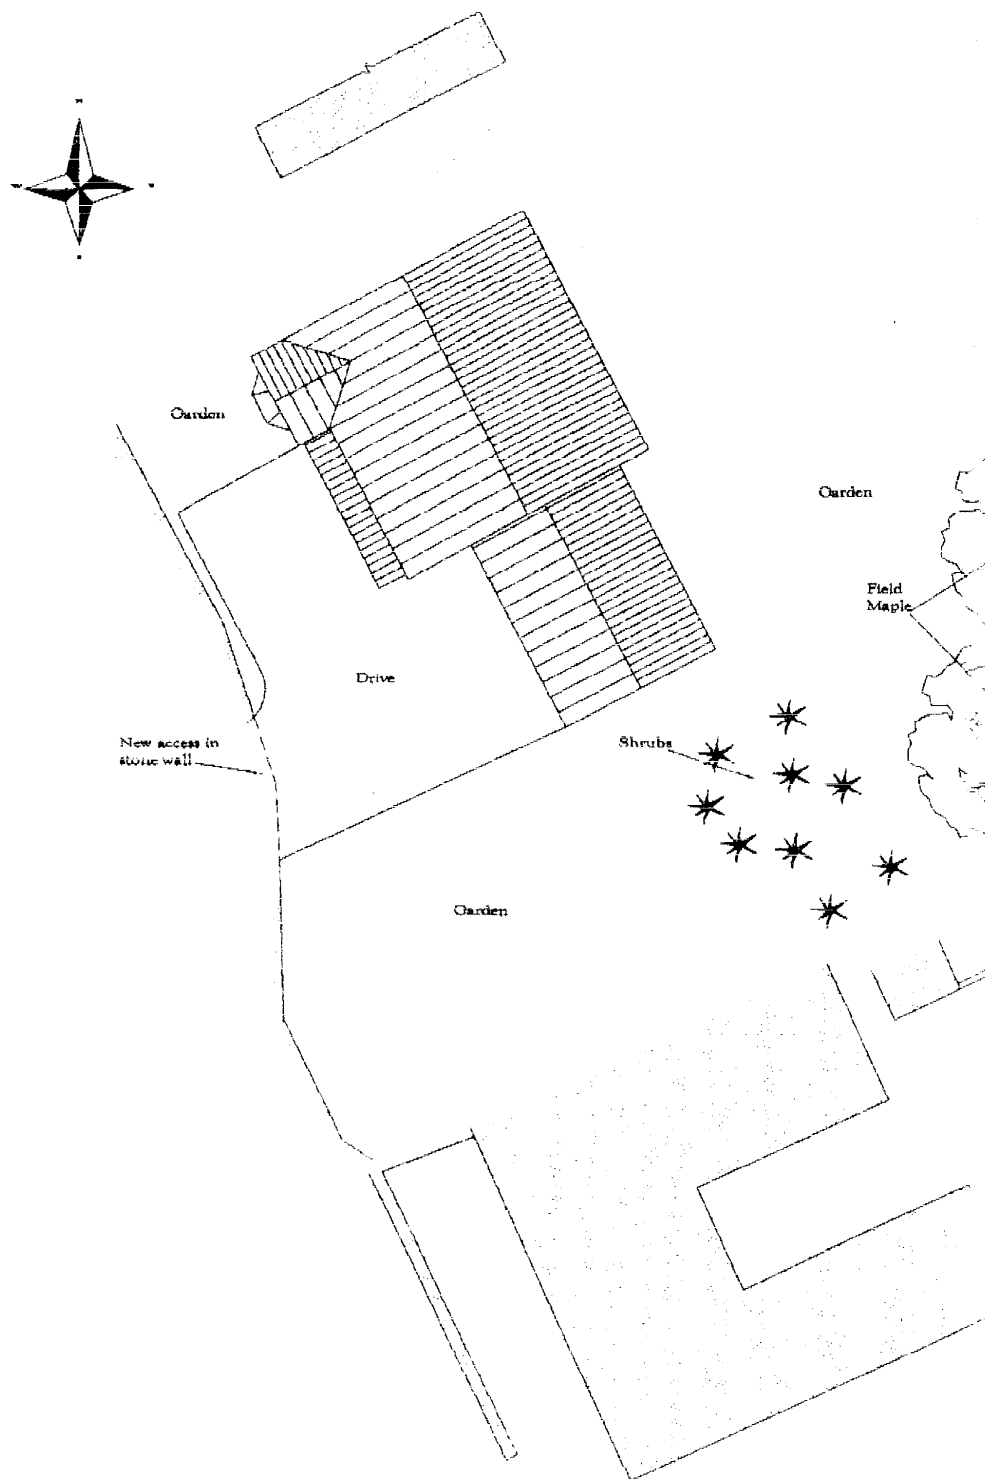 N
W
Garden
Garden
Field
Maple
Drive
New access in
stone wall
Shrubs
Garden